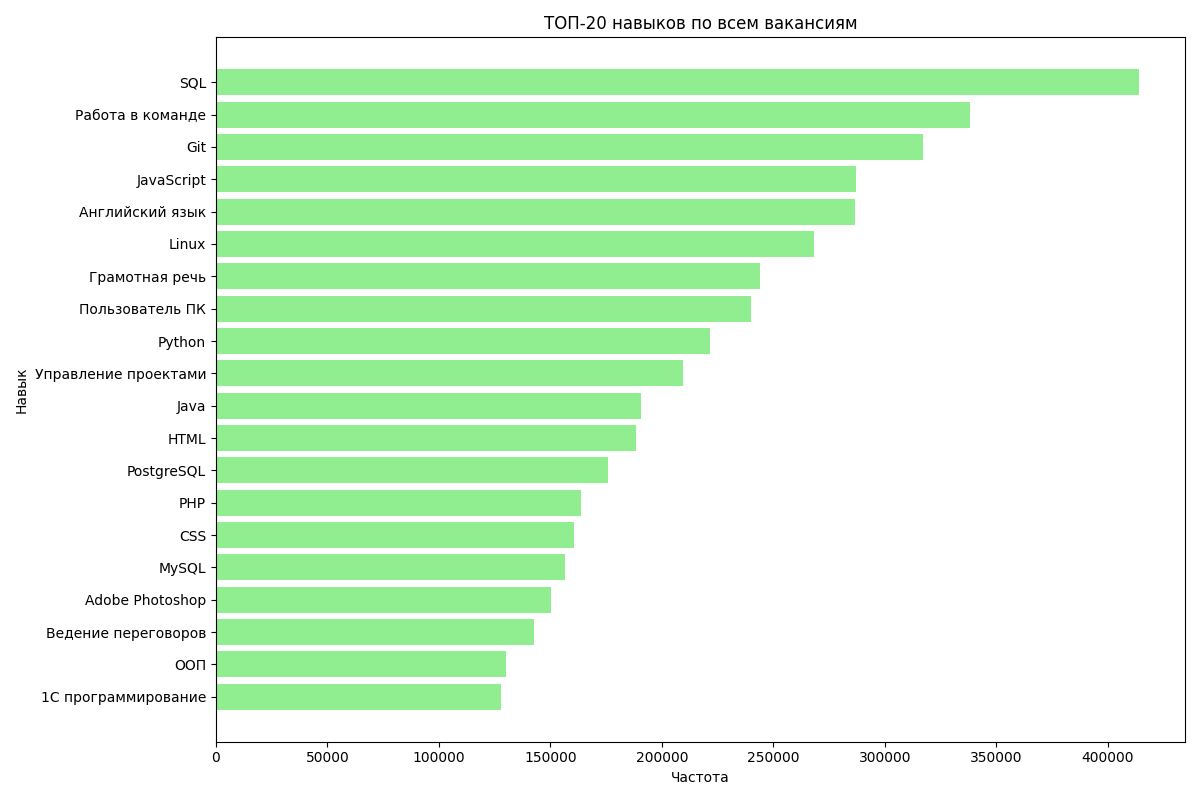 ТОП-20 навыков по всем вакансиям
SQL
Работа в команде
Git
JavaScript
Английский язык
Linux
Грамотная речь
Пользователь ПК
Python
Управление проектами
Java
HTML
PostgreSQL
PHP
CSS
MySQL
Adobe Photoshop
Ведение переговоров
ООП
1С программирование
Навык
0 50000 100000 150000 200000 250000 300000 350000 400000
Частота